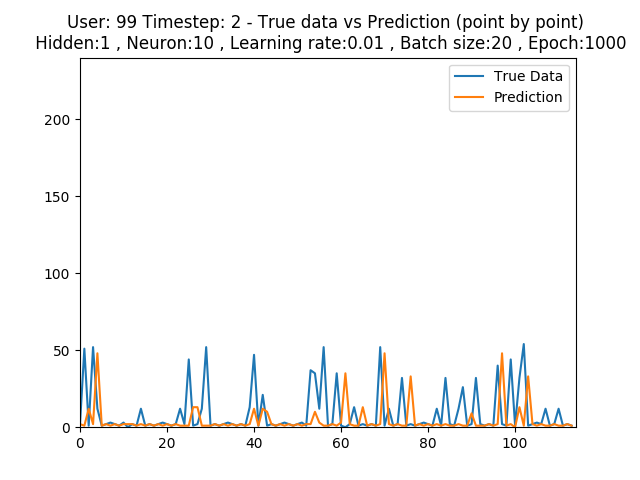 User: 99 Timestep: 2 - True data vs Prediction (point by point)
Hidden:1 , Neuron:10 , Learning rate:0.01 , Batch size:20 , Epoch:1000
True Data
Prediction
200
150
100
50
0
0 20 40 60 80 100